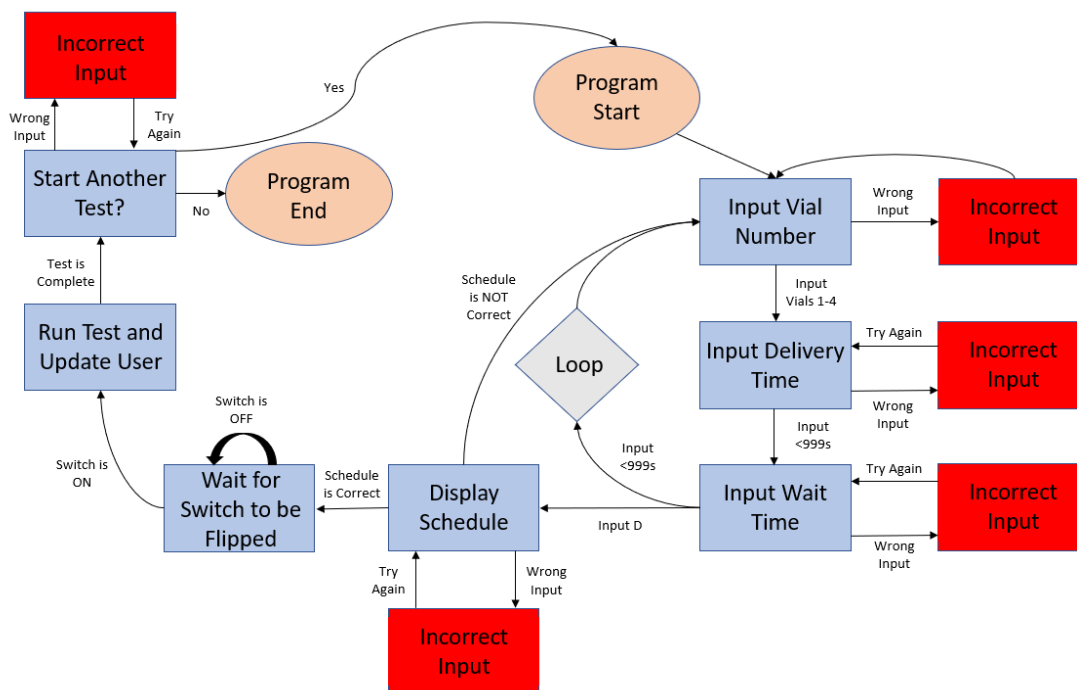 Incorrect
Input
Wrong
Input
Try
Again
Yes
Program
Start
Start Another
Test?
No
Program
End
Input Vial
Number
Wrong
Input
Incorrect
Input
Test is
Complete
Schedule
is NOT
Correct
Input
Vials 1-4
Run Test and
Update User
Loop
Input Delivery
Time
Try Again
Wrong
Input
Incorrect
Input
Switch is
OFF
Input
<999s
Input
<999s
Switch is
ON
Wait for
Switch to be
Flipped
Schedule
is Correct
Display
Schedule
Input D
Input Wait
Time
Try Again
Wrong
Input
Incorrect
Input
Try
Again
Wrong
Input
Incorrect
Input